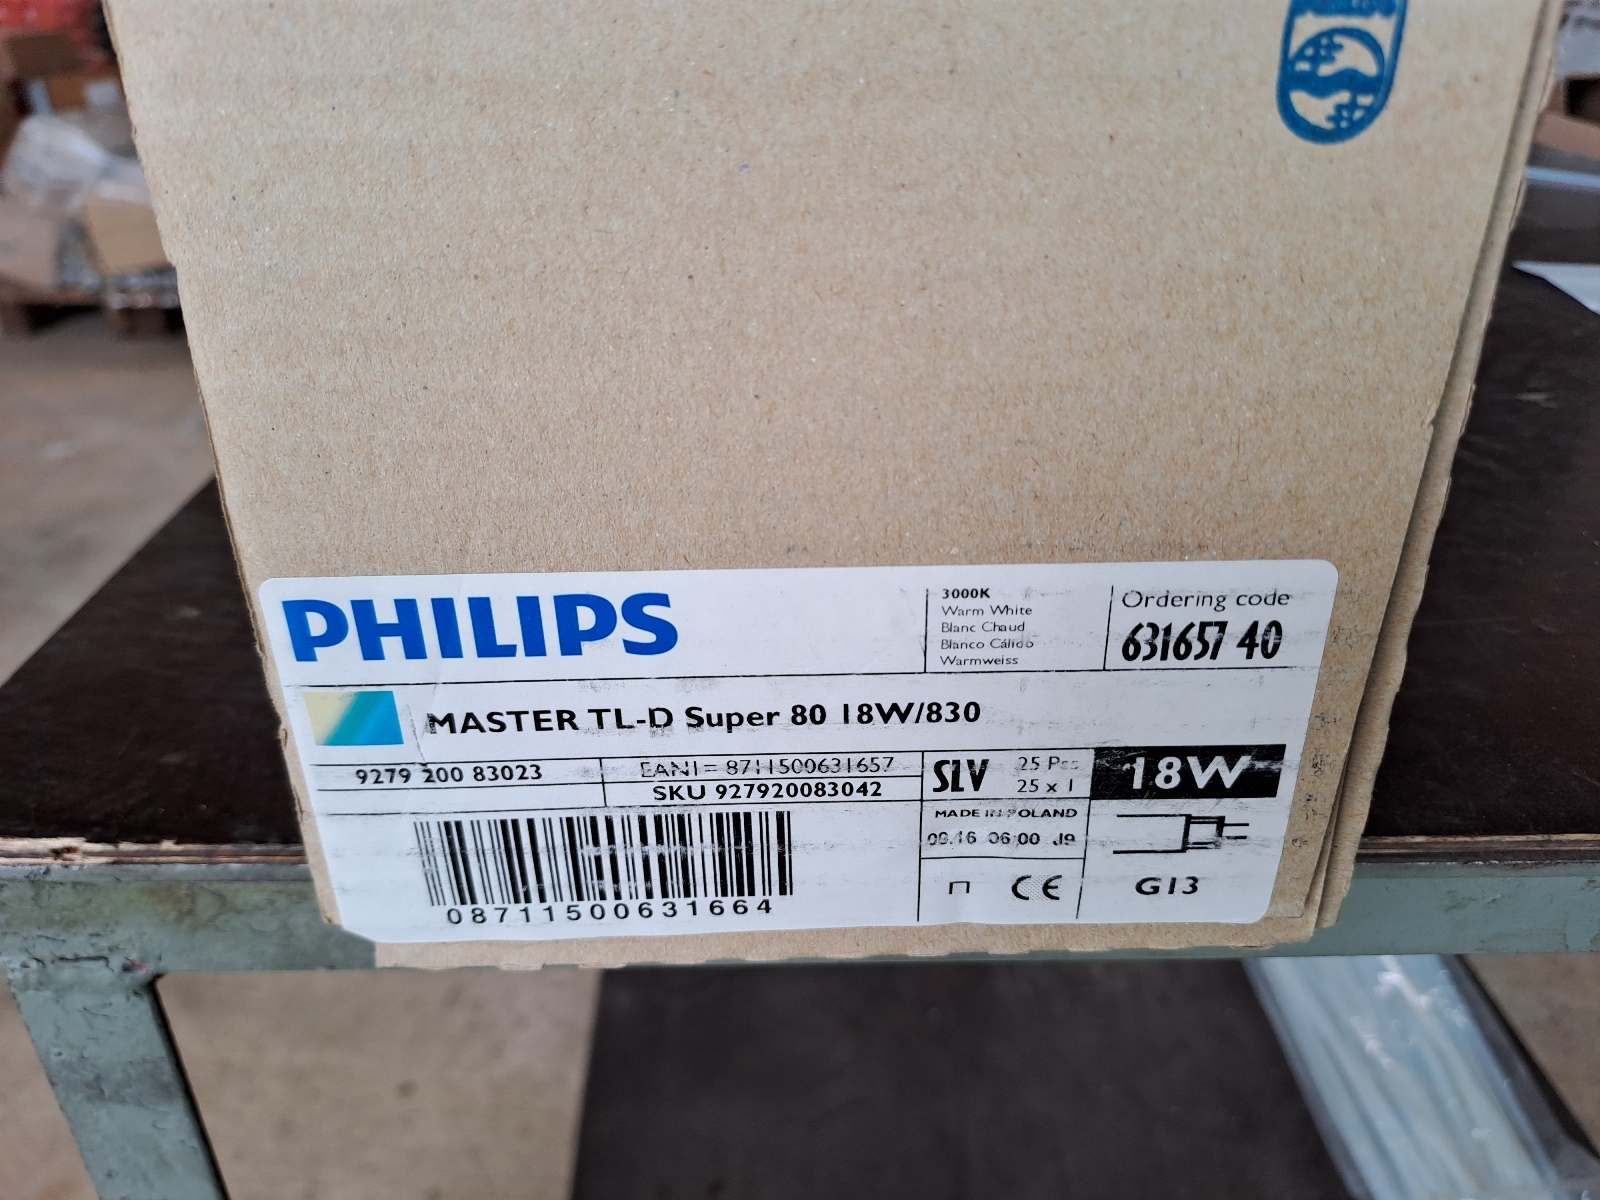 PHILIPS
3000K
Warm White
Blanc Chaud
Blanco Cálido
Warmweiss
Ordering code
631657 40
MASTER TL-D Super 80 18W/830
9279 200 83023
EAN1= 8711500631657
SKU 927920083042
SLV
25 Pcs
25 x 1
18W
MADE IN POLAND
06:00 J9
CE
G13
08711500631664